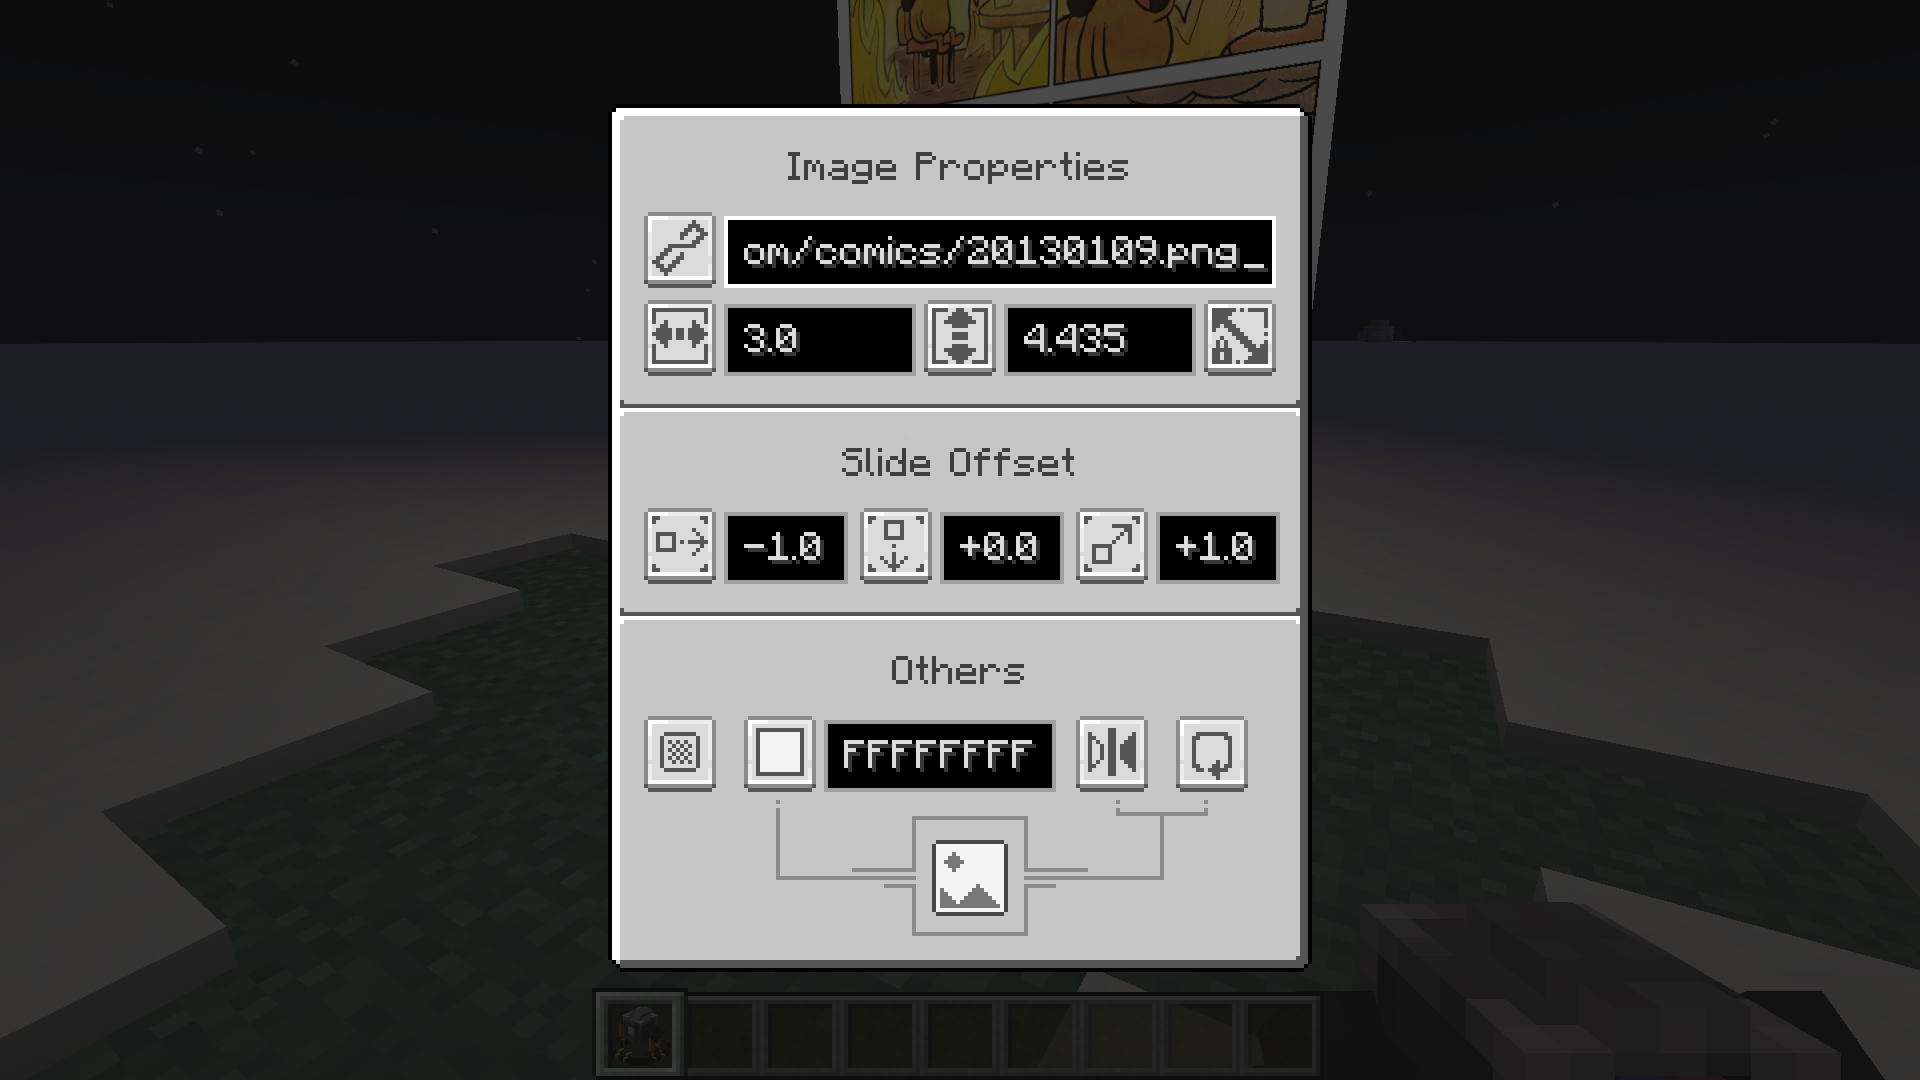 Image Properties
om/comics/20130109.png_
3.0 4.435
Slide Offset
-1.0 +0.0 +1.0
Others
FFFFFFFF